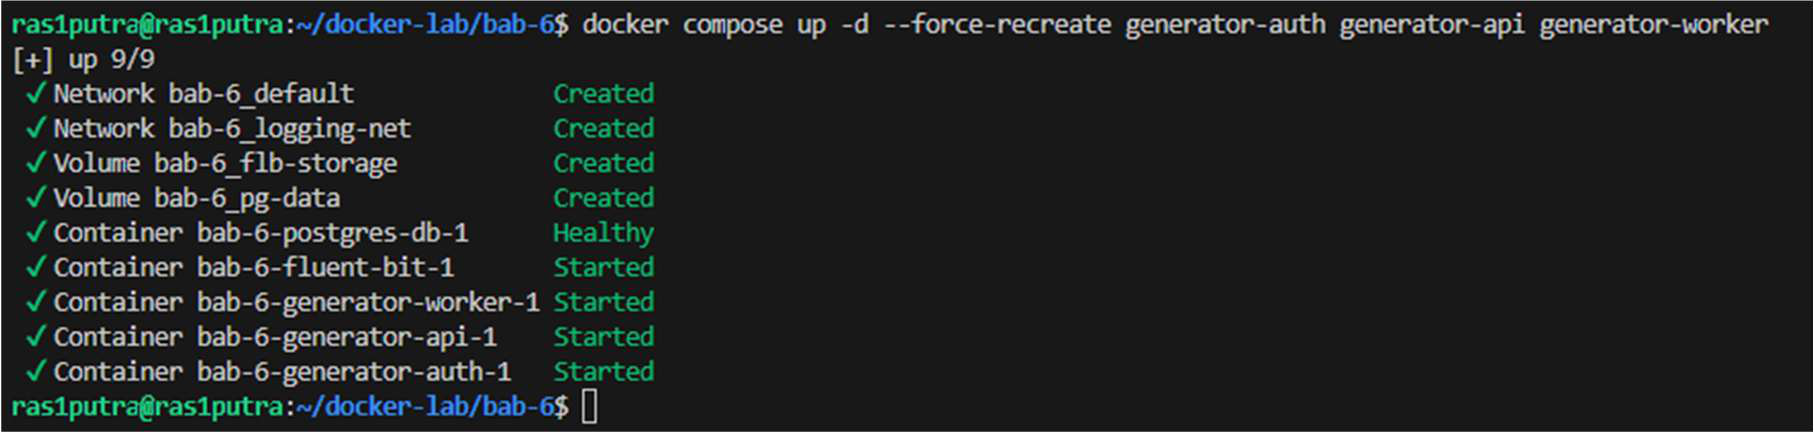 ras1putra@ras1putra:~/docker-lab/bab-6$ docker compose up -d --force-recreate generator-auth generator-api generator-worker
[+] up 9/9
✓ Network bab-6_default Created
✓ Network bab-6_logging-net Created
✓ Volume bab-6_flb-storage Created
✓ Volume bab-6_pg-data Created
✓ Container bab-6-postgres-db-1 Healthy
✓ Container bab-6-fluent-bit-1 Started
✓ Container bab-6-generator-worker-1 Started
✓ Container bab-6-generator-api-1 Started
✓ Container bab-6-generator-auth-1 Started
ras1putra@ras1putra:~/docker-lab/bab-6$